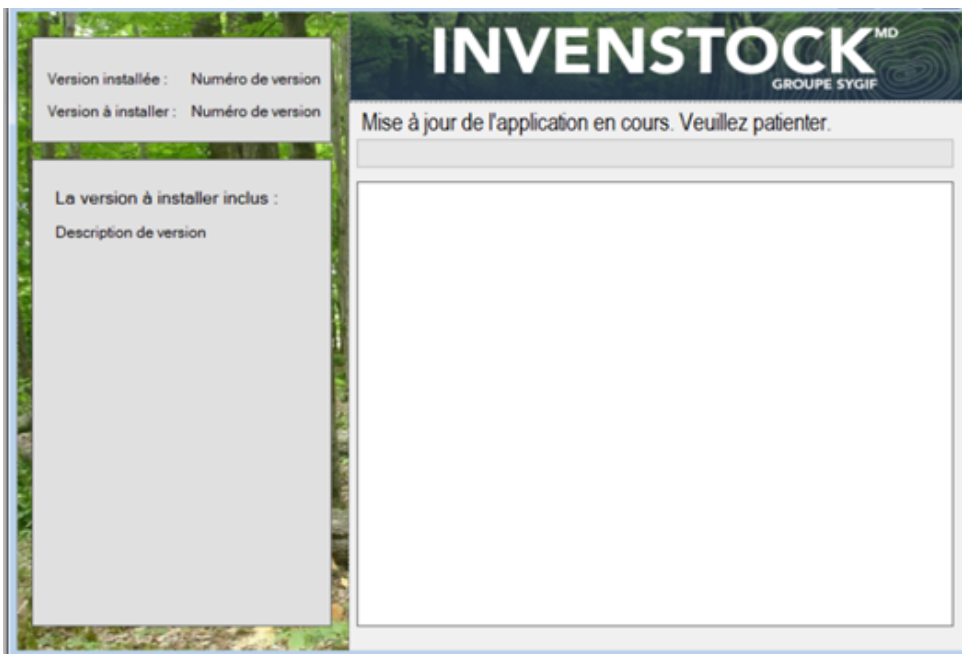 Version installée : Numéro de version
Version à installer : Numéro de version
La version à installer inclus :
Description de version
INVENSTOCK MD
GROUPE SYGIF
Mise à jour de l'application en cours. Veuillez patienter.